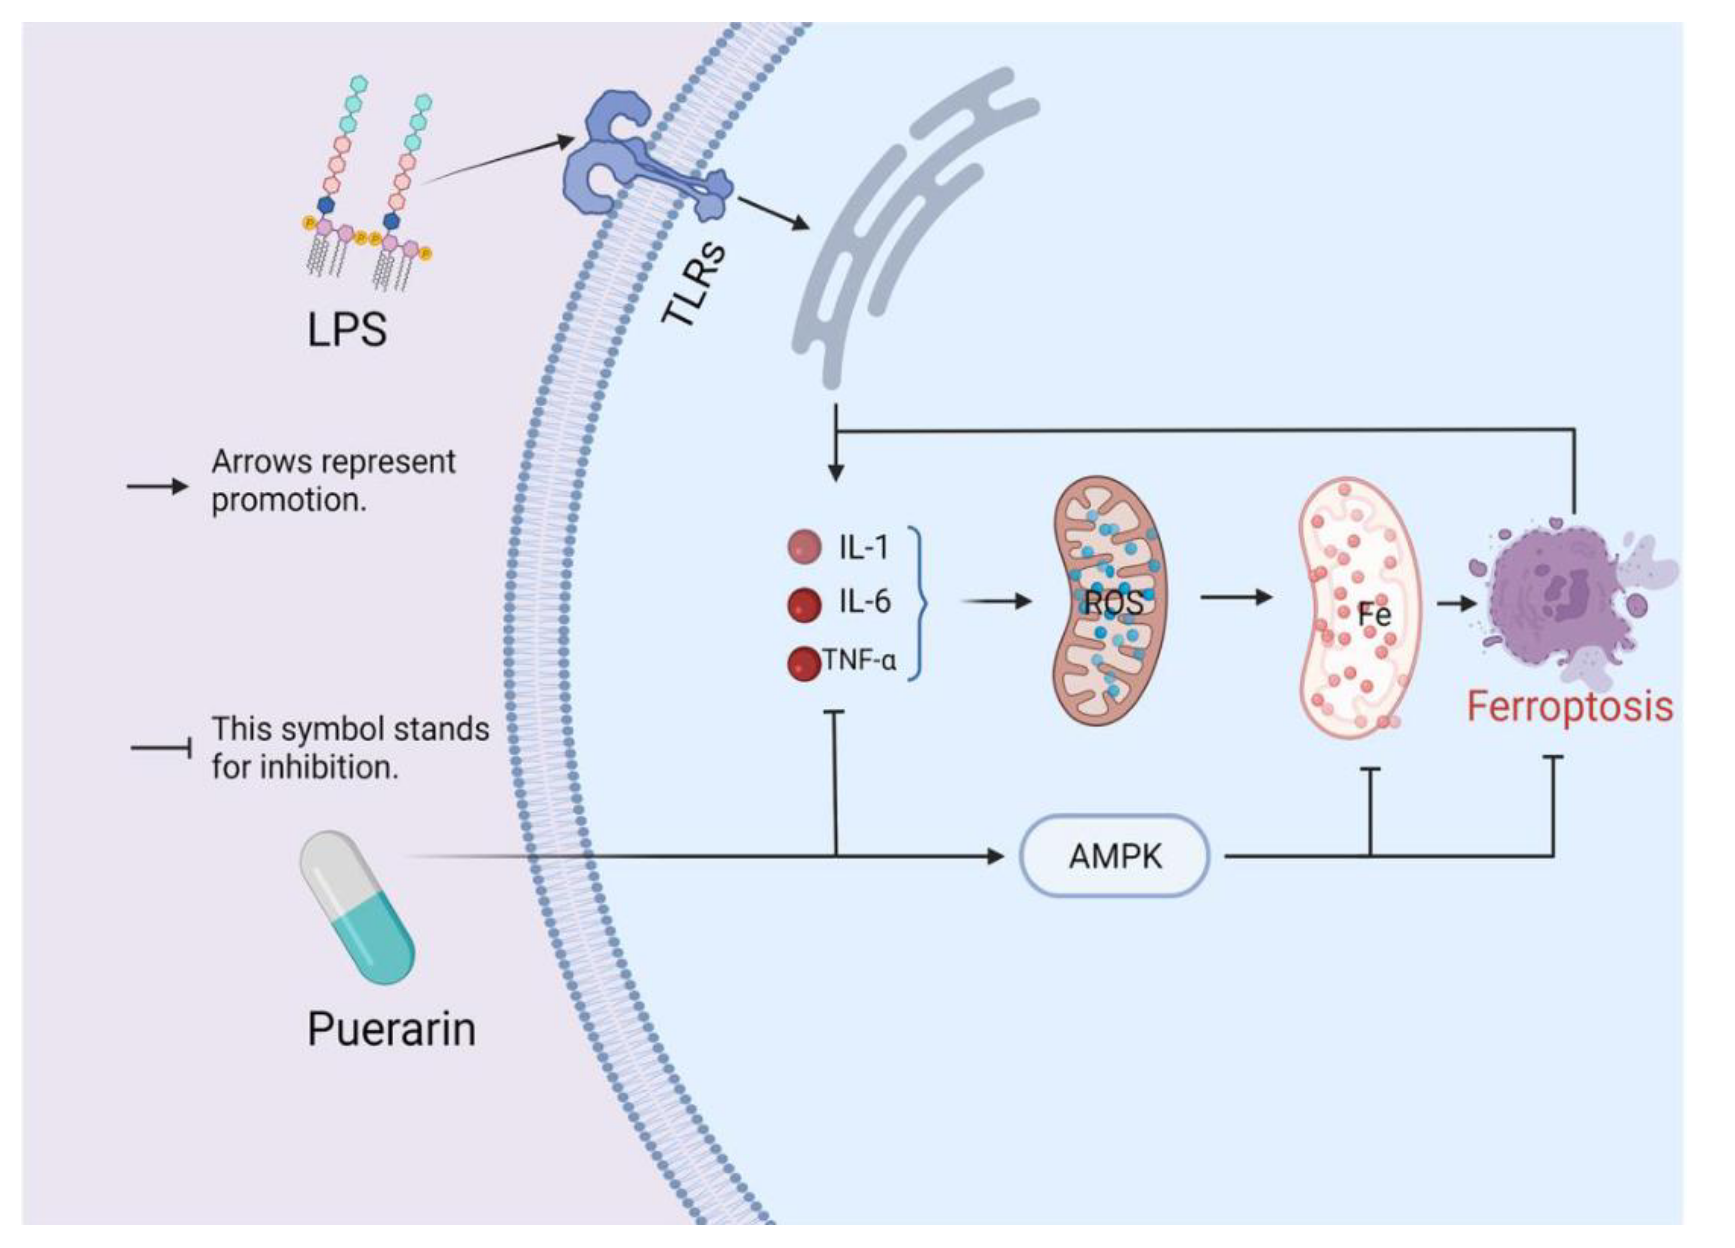 LPS
TLRs
Arrows represent
promotion.
IL-1
IL-6
TNF-α
ROS
Fe
Ferroptosis
This symbol stands
for inhibition.
AMPK
Puerarin
P
P
P
P